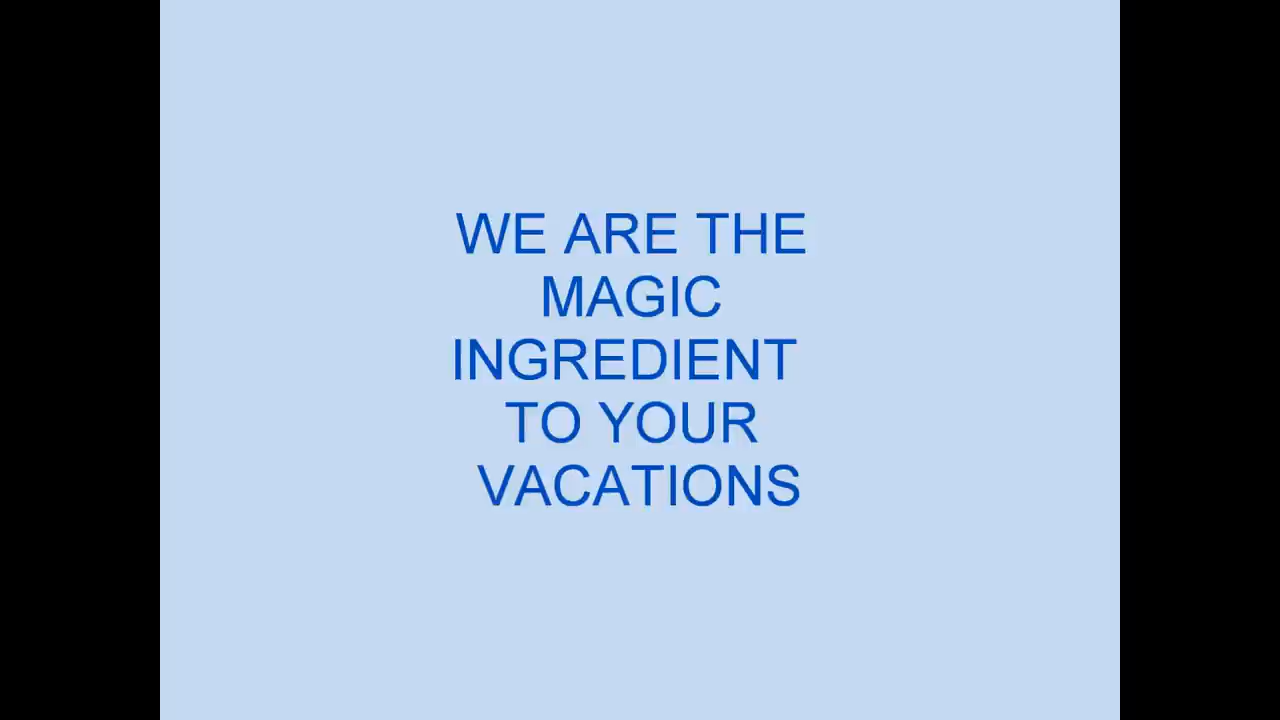 WE ARE THE
MAGIC
INGREDIENT
TO YOUR
VACATIONS